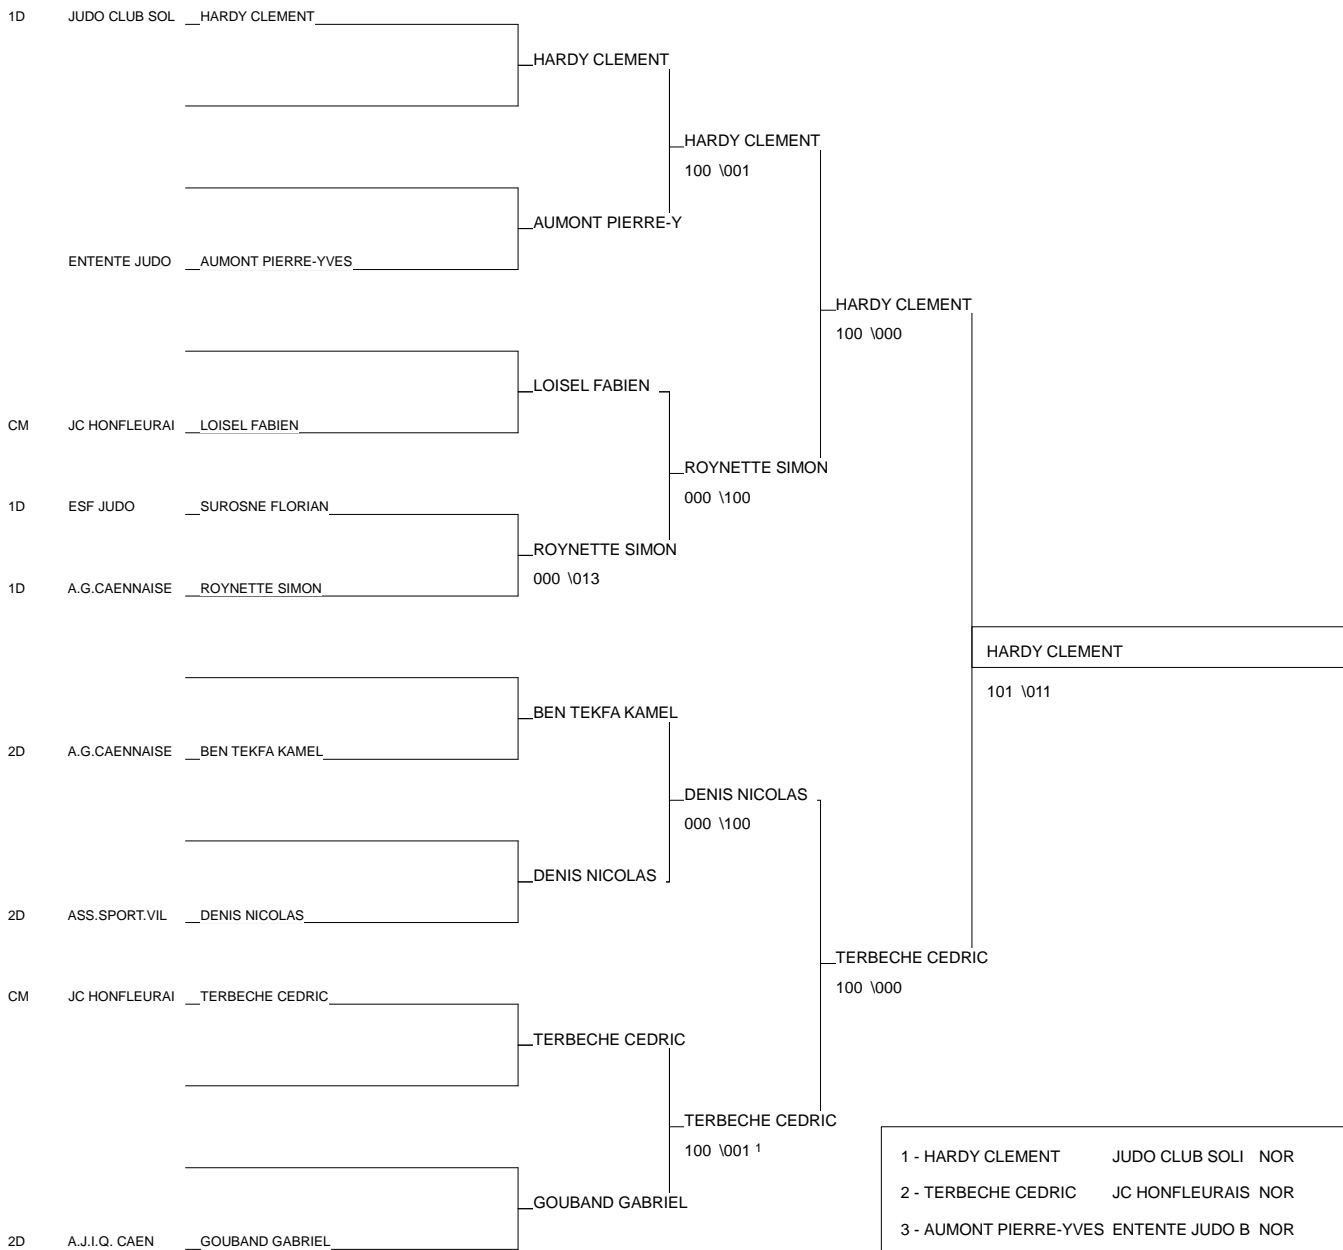 1D JUDO CLUB SOL HARDY CLEMENT
HARDY CLEMENT
HARDY CLEMENT
100 \001
AUMONT PIERRE-Y
ENTENTE JUDO AUMONT PIERRE-YVES
HARDY CLEMENT
100 \000
LOISEL FABIEN
CM JC HONFLEURAI LOISEL FABIEN
ROYNETTE SIMON
000 \100
1D ESF JUDO SUROSNE FLORIAN
ROYNETTE SIMON
000 \013
1D A.G.CAENNAISE ROYNETTE SIMON
HARDY CLEMENT
101 \011
BEN TEKFA KAMEL
2D A.G.CAENNAISE BEN TEKFA KAMEL
DENIS NICOLAS
000 \100
DENIS NICOLAS
2D ASS.SPORT.VIL DENIS NICOLAS
TERBECHE CEDRIC
100 \000
CM JC HONFLEURAI TERBECHE CEDRIC
TERBECHE CEDRIC
TERBECHE CEDRIC
100 \001 1
GOUBAND GABRIEL
2D A.J.I.Q. CAEN GOUBAND GABRIEL
1 - HARDY CLEMENT JUDO CLUB SOLI NOR
2 - TERBECHE CEDRIC JC HONFLEURAIS NOR
3 - AUMONT PIERRE-YVES ENTENTE JUDO B NOR